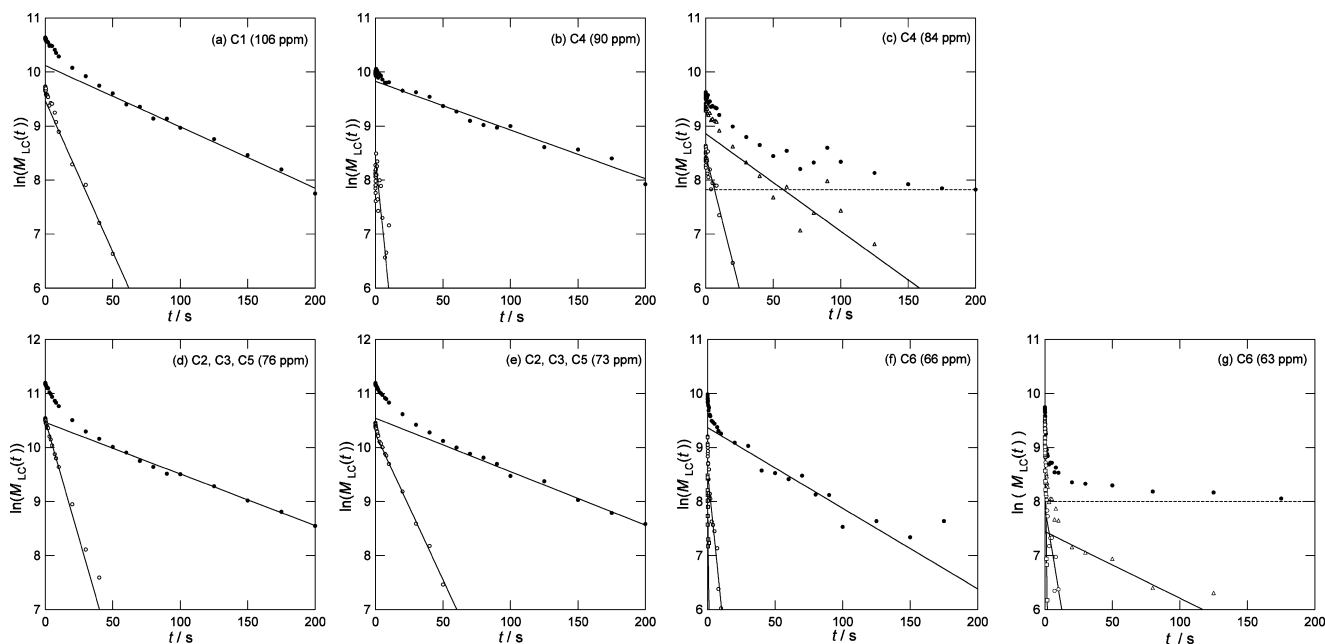 11
10
9
8
7
6
ln(M_LC(t))
(a) C1 (106 ppm)
0 50 100 150 200
t / s
11
10
9
8
7
6
ln(M_LC(t))
(b) C4 (90 ppm)
0 50 100 150 200
t / s
11
10
9
8
7
6
ln(M_LC(t))
(c) C4 (84 ppm)
0 50 100 150 200
t / s
12
11
10
9
8
7
ln(M_LC(t))
(d) C2, C3, C5 (76 ppm)
0 50 100 150 200
t / s
12
11
10
9
8
7
ln(M_LC(t))
(e) C2, C3, C5 (73 ppm)
0 50 100 150 200
t / s
11
10
9
8
7
6
ln(M_LC(t))
(f) C6 (66 ppm)
0 50 100 150 200
t / s
11
10
9
8
7
6
ln ( M_LC(t) )
(g) C6 (63 ppm)
0 50 100 150 200
t / s